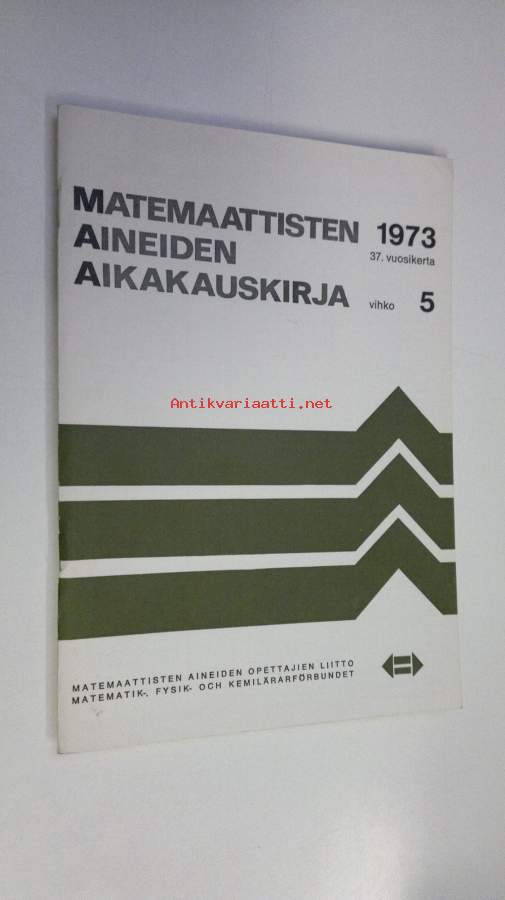 MATEMAATTISTEN 1973
37. vuosikerta
AINEIDEN
AIKAKAUSKIRJA vihko 5
Antikvariaatti.net
MATEMAATTISTEN AINEIDEN OPETTAJIEN LIITTO
MATEMATIK-, FYSIK- OCH KEMILÄRARFÖRBUNDET